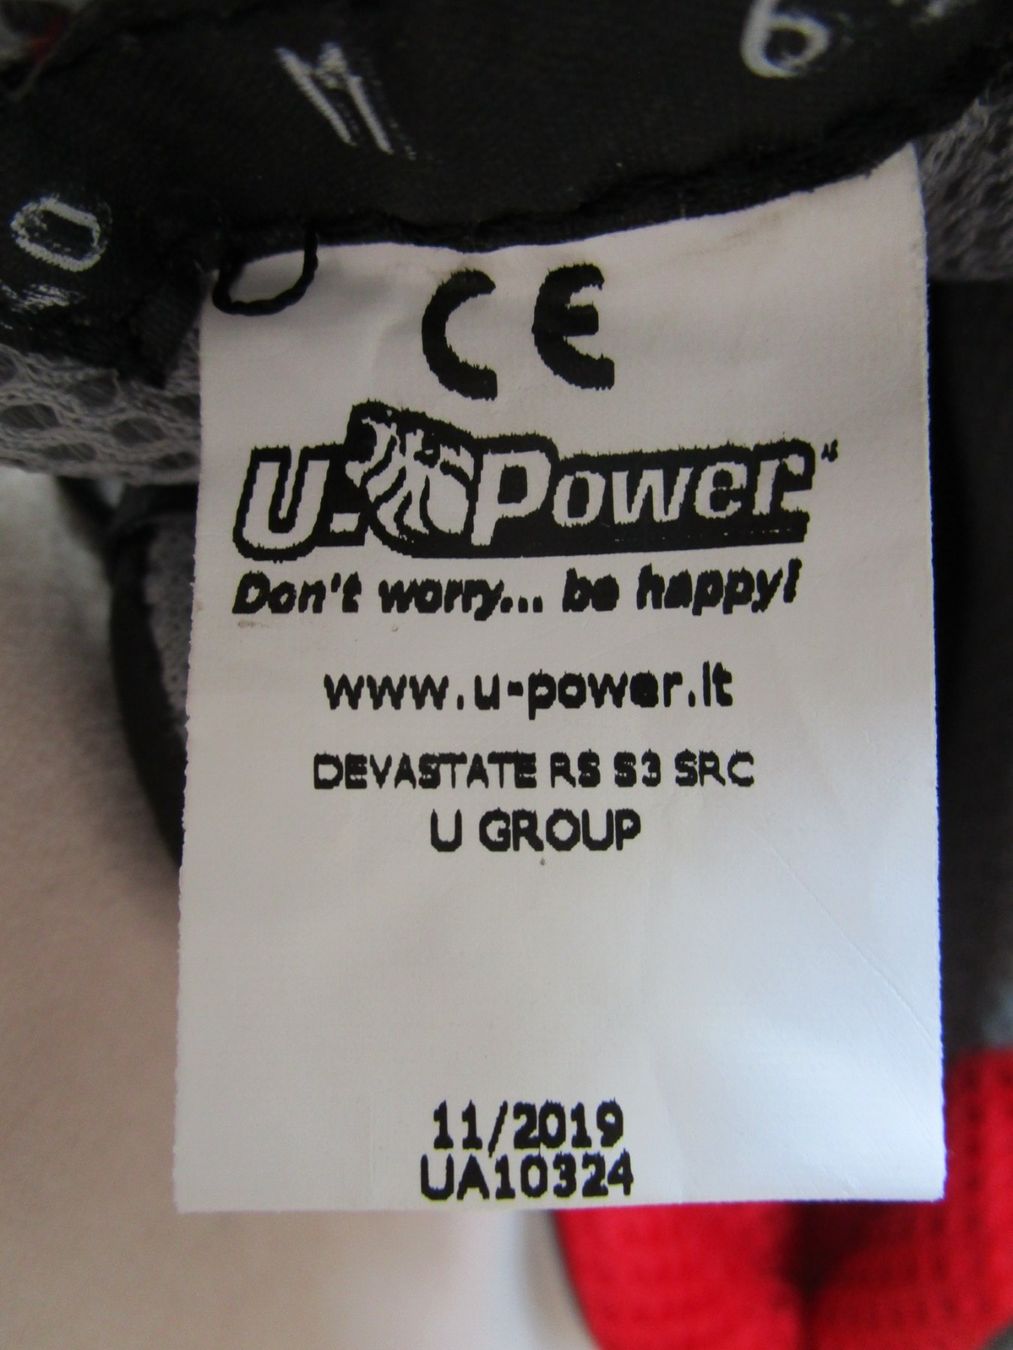 CE
U-Power
Don't worry... be happy!
www.u-power.it
DEVASTATE RS S3 SRC
U GROUP
11/2019
UA10324